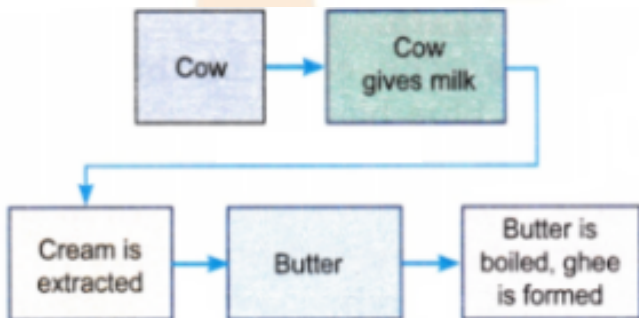 Cow
Cow
gives milk
Cream is
extracted
Butter
Butter is
boiled, ghee
is formed